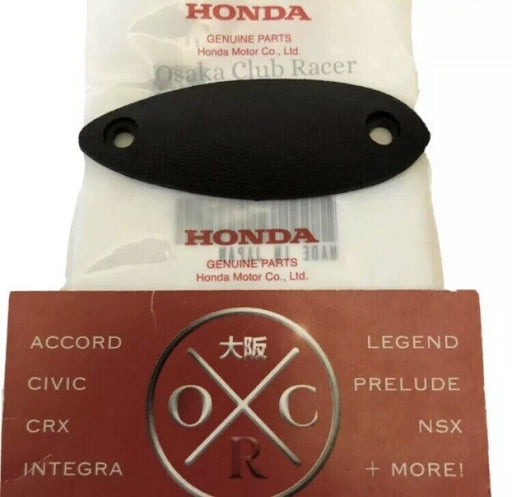 HONDA
GENUINE PARTS
Honda Motor Co., Ltd.
Osaka Club Racer
HONDA
MADE IN JAPAN
GENUINE PARTS
Honda Motor Co., Ltd.
ACCORD
CIVIC
CRX
INTEGRA
大阪
O C
R
LEGEND
PRELUDE
NSX
+ MORE!